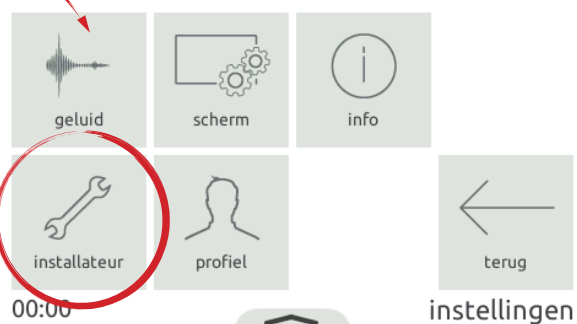 geluid scherm info
installateur profiel terug
00:00 instellingen